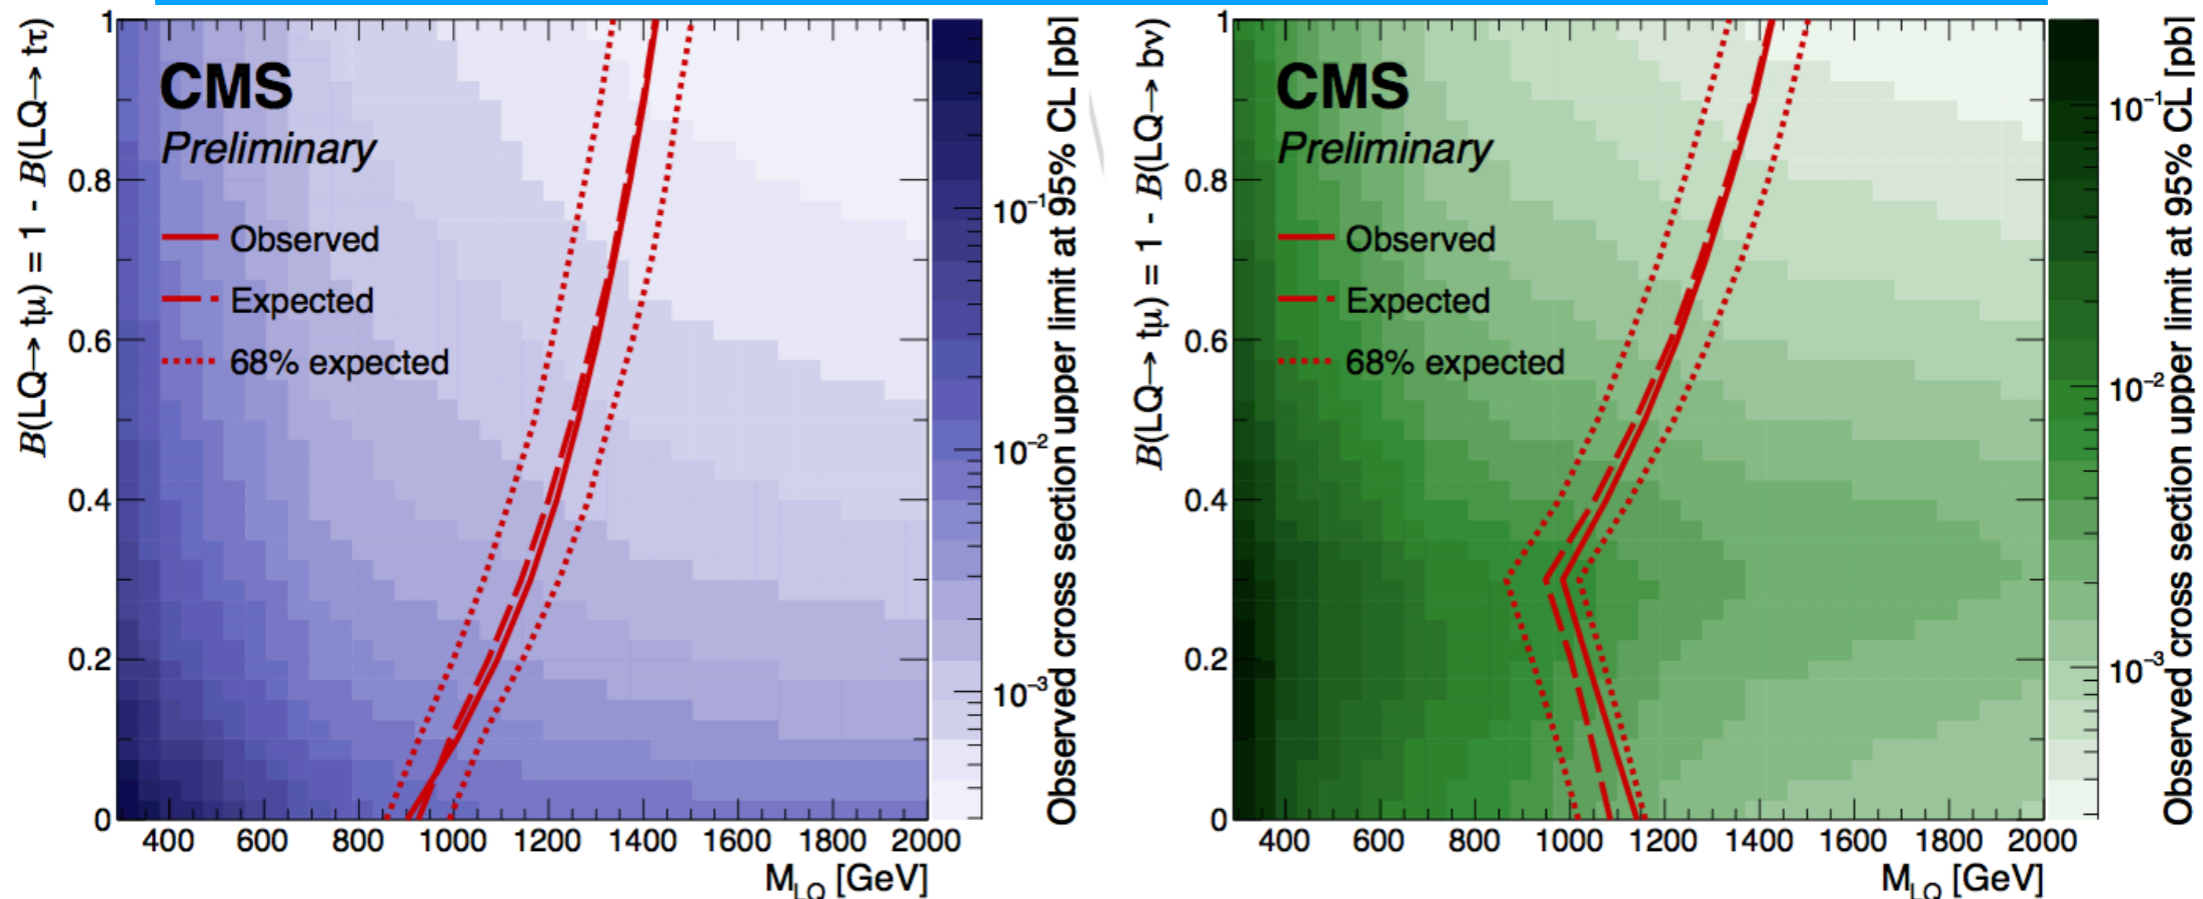 B(LQ→ tμ) = 1 - B(LQ→ tτ)
1
0.8
0.6
0.4
0.2
0
CMS
Preliminary
Observed
Expected
68% expected
400 600 800 1000 1200 1400 1600 1800 2000
M_LQ [GeV]
10⁻¹
10⁻²
10⁻³
Observed cross section upper limit at 95% CL [pb]
B(LQ→ tμ) = 1 - B(LQ→ bν)
1
0.8
0.6
0.4
0.2
0
CMS
Preliminary
Observed
Expected
68% expected
400 600 800 1000 1200 1400 1600 1800 2000
M_LQ [GeV]
10⁻¹
10⁻²
10⁻³
Observed cross section upper limit at 95% CL [pb]